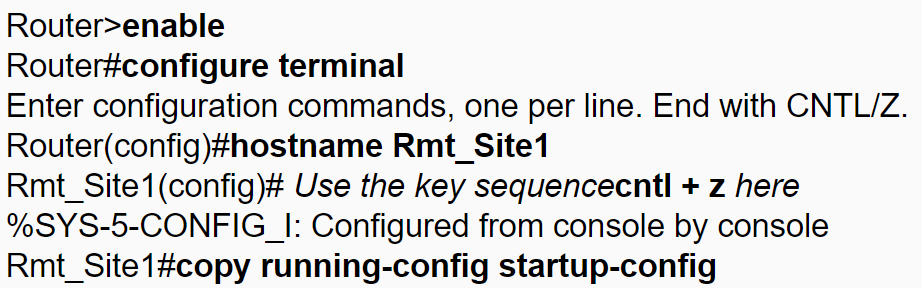 Router>enable
Router#configure terminal
Enter configuration commands, one per line. End with CNTL/Z.
Router(config)#hostname Rmt_Site1
Rmt_Site1(config)# Use the key sequencecntl + z here
%SYS-5-CONFIG_I: Configured from console by console
Rmt_Site1#copy running-config startup-config